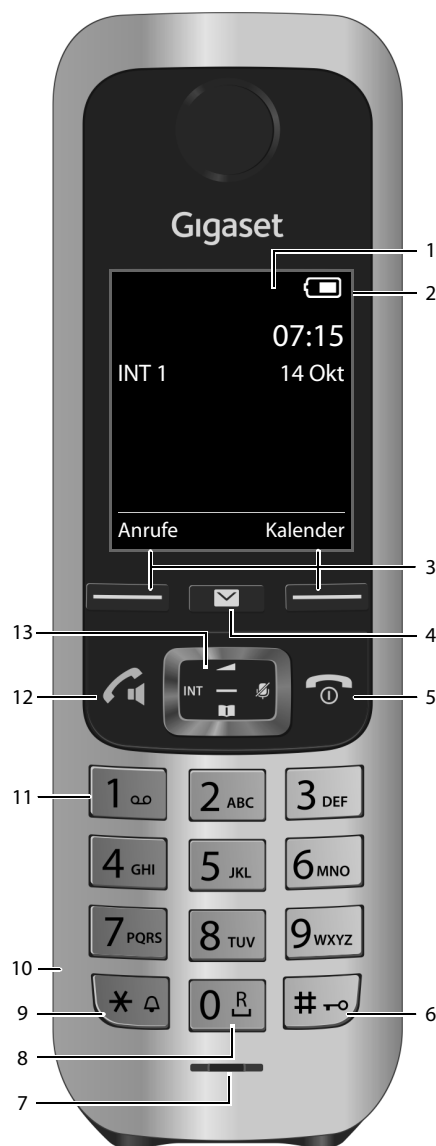 Gigaset
1
2
07:15
INT 1 14 Okt
Anrufe Kalender
3
4
13
INT
12
5
11
1 2 ABC 3 DEF
4 GHI 5 JKL 6 MNO
7 PQRS 8 TUV 9 WXYZ
10
* 0 R #
9
6
8
7